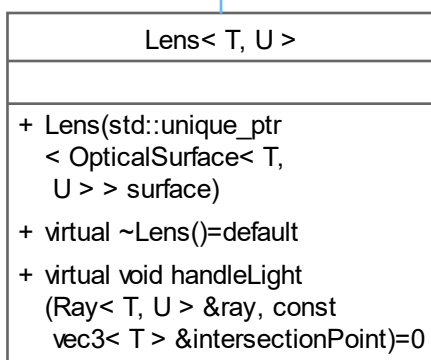 Lens< T, U >
+ Lens(std::unique_ptr
< OpticalSurface< T,
U > > surface)
+ virtual ~Lens()=default
+ virtual void handleLight
(Ray< T, U > &ray, const
vec3< T > &intersectionPoint)=0